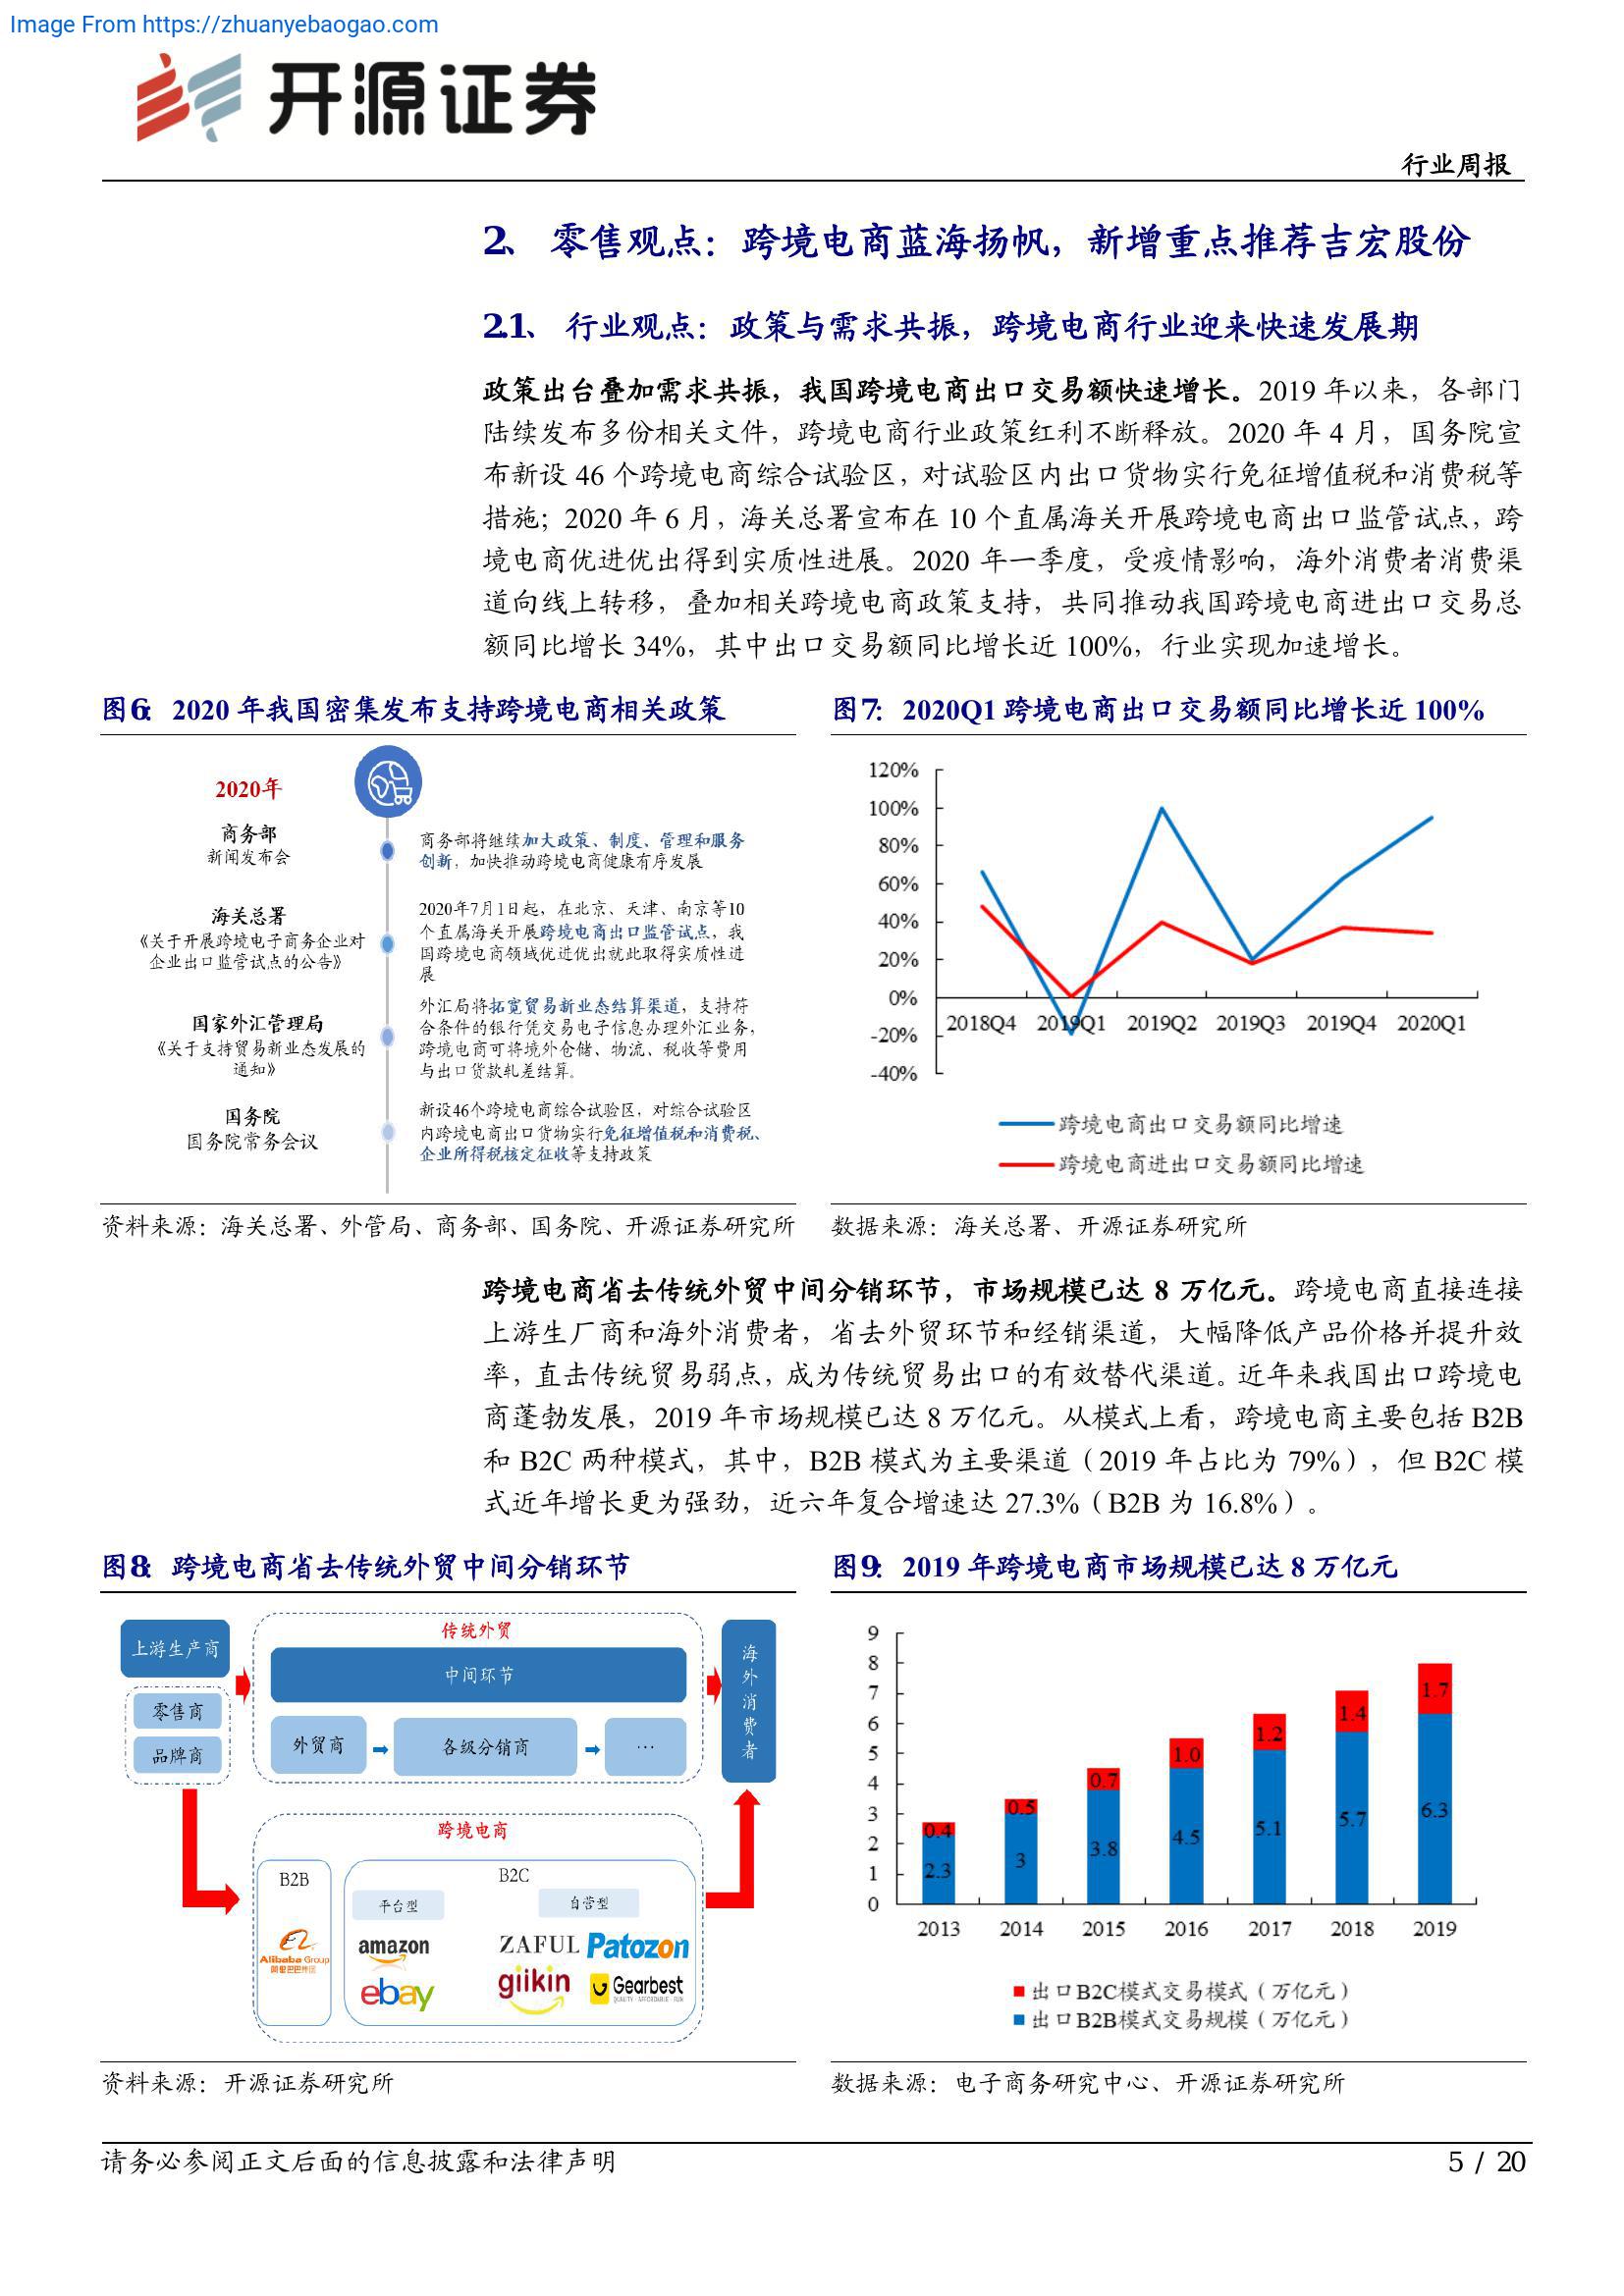 Image From https://zhuanyebaogao.com
开源证券
行业周报
2、 零售观点：跨境电商蓝海扬帆，新增重点推荐吉宏股份
2.1、 行业观点：政策与需求共振，跨境电商行业迎来快速发展期
政策出台叠加需求共振，我国跨境电商出口交易额快速增长。2019 年以来，各部门
陆续发布多份相关文件，跨境电商行业政策红利不断释放。2020 年 4 月，国务院宣
布新设 46 个跨境电商综合试验区，对试验区内出口货物实行免征增值税和消费税等
措施；2020 年 6 月，海关总署宣布在 10 个直属海关开展跨境电商出口监管试点，跨
境电商优进优出得到实质性进展。2020 年一季度，受疫情影响，海外消费者消费渠
道向线上转移，叠加相关跨境电商政策支持，共同推动我国跨境电商进出口交易总
额同比增长 34%，其中出口交易额同比增长近 100%，行业实现加速增长。
图6： 2020 年我国密集发布支持跨境电商相关政策
2020年
商务部
新闻发布会
商务部将继续加大政策、制度、管理和服务
创新，加快推动跨境电商健康有序发展
海关总署
《关于开展跨境电子商务企业对
企业出口监管试点的公告》
2020年7月1日起，在北京、天津、南京等10
个直属海关开展跨境电商出口监管试点，我
国跨境电商领域优进优出就此取得实质性进
展
国家外汇管理局
《关于支持贸易新业态发展的
通知》
外汇局将拓宽贸易新业态结算渠道，支持符
合条件的银行凭交易电子信息办理外汇业务，
跨境电商可将境外仓储、物流、税收等费用
与出口货款轧差结算。
国务院
国务院常务会议
新设46个跨境电商综合试验区，对综合试验区
内跨境电商出口货物实行免征增值税和消费税、
企业所得税核定征收等支持政策
资料来源：海关总署、外管局、商务部、国务院、开源证券研究所
图7： 2020Q1 跨境电商出口交易额同比增长近 100%
120%
100%
80%
60%
40%
20%
0%
-20%
-40%
2018Q4 2019Q1 2019Q2 2019Q3 2019Q4 2020Q1
跨境电商出口交易额同比增速
跨境电商进出口交易额同比增速
数据来源：海关总署、开源证券研究所
跨境电商省去传统外贸中间分销环节，市场规模已达 8 万亿元。跨境电商直接连接
上游生厂商和海外消费者，省去外贸环节和经销渠道，大幅降低产品价格并提升效
率，直击传统贸易弱点，成为传统贸易出口的有效替代渠道。近年来我国出口跨境电
商蓬勃发展，2019 年市场规模已达 8 万亿元。从模式上看，跨境电商主要包括 B2B
和 B2C 两种模式，其中，B2B 模式为主要渠道（2019 年占比为 79%），但 B2C 模
式近年增长更为强劲，近六年复合增速达 27.3%（B2B 为 16.8%）。
图8： 跨境电商省去传统外贸中间分销环节
上游生产商
零售商
品牌商
传统外贸
中间环节
外贸商
各级分销商
...
海外消费者
跨境电商
B2B
Alibaba Group
阿里巴巴集团
B2C
平台型
amazon
ebay
自营型
ZAFUL Patozon
giikin Gearbest
资料来源：开源证券研究所
图9： 2019 年跨境电商市场规模已达 8 万亿元
9
8
7
6
5
4
3
2
1
0
0.4 0.5 0.7 1.0 1.2 1.4 1.7
2.3 3 3.8 4.5 5.1 5.7 6.3
2013 2014 2015 2016 2017 2018 2019
出口B2C模式交易模式（万亿元）
出口B2B模式交易规模（万亿元）
数据来源：电子商务研究中心、开源证券研究所
请务必参阅正文后面的信息披露和法律声明
5 / 20